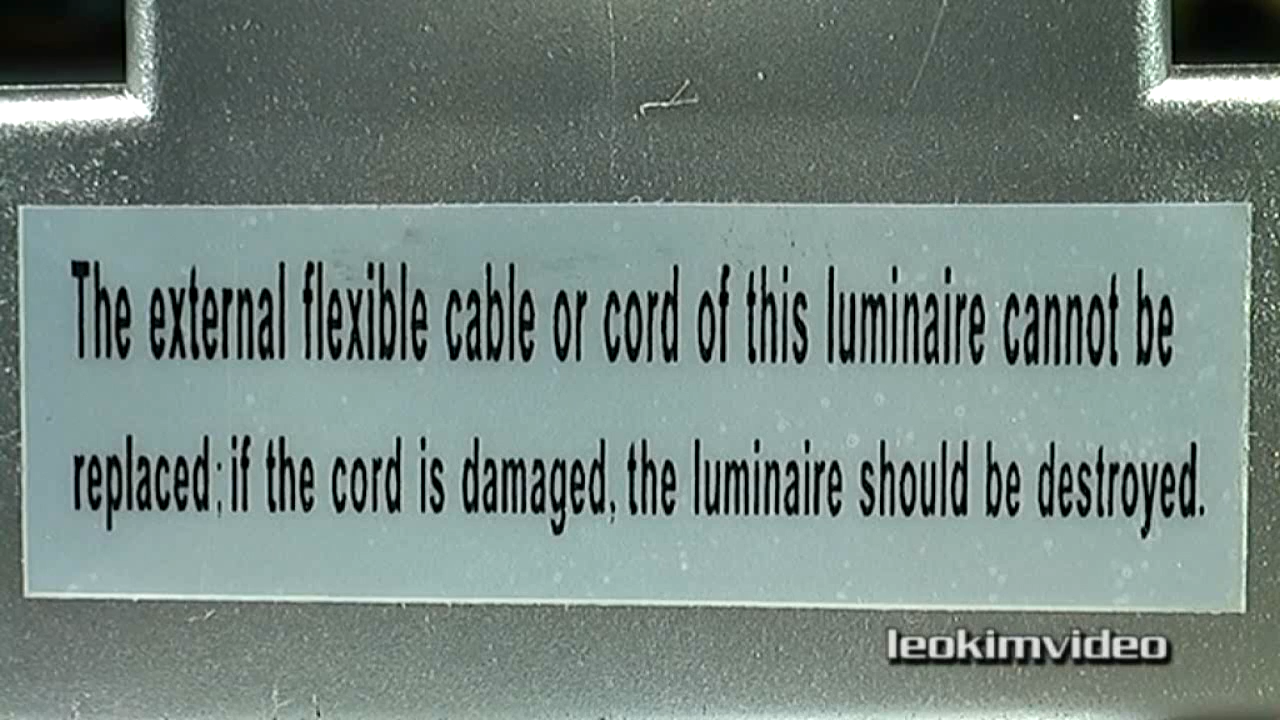 The external flexible cable or cord of this luminaire cannot be
replaced; if the cord is damaged, the luminaire should be destroyed.
leokimvideo